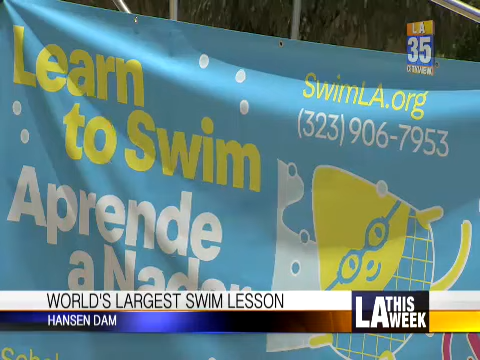 LA
35
CITYVIEW
Learn
to Swim
Aprende
a Nadar
SwimLA.org
(323) 906-7953
WORLD'S LARGEST SWIM LESSON
HANSEN DAM
LA THIS
WEEK